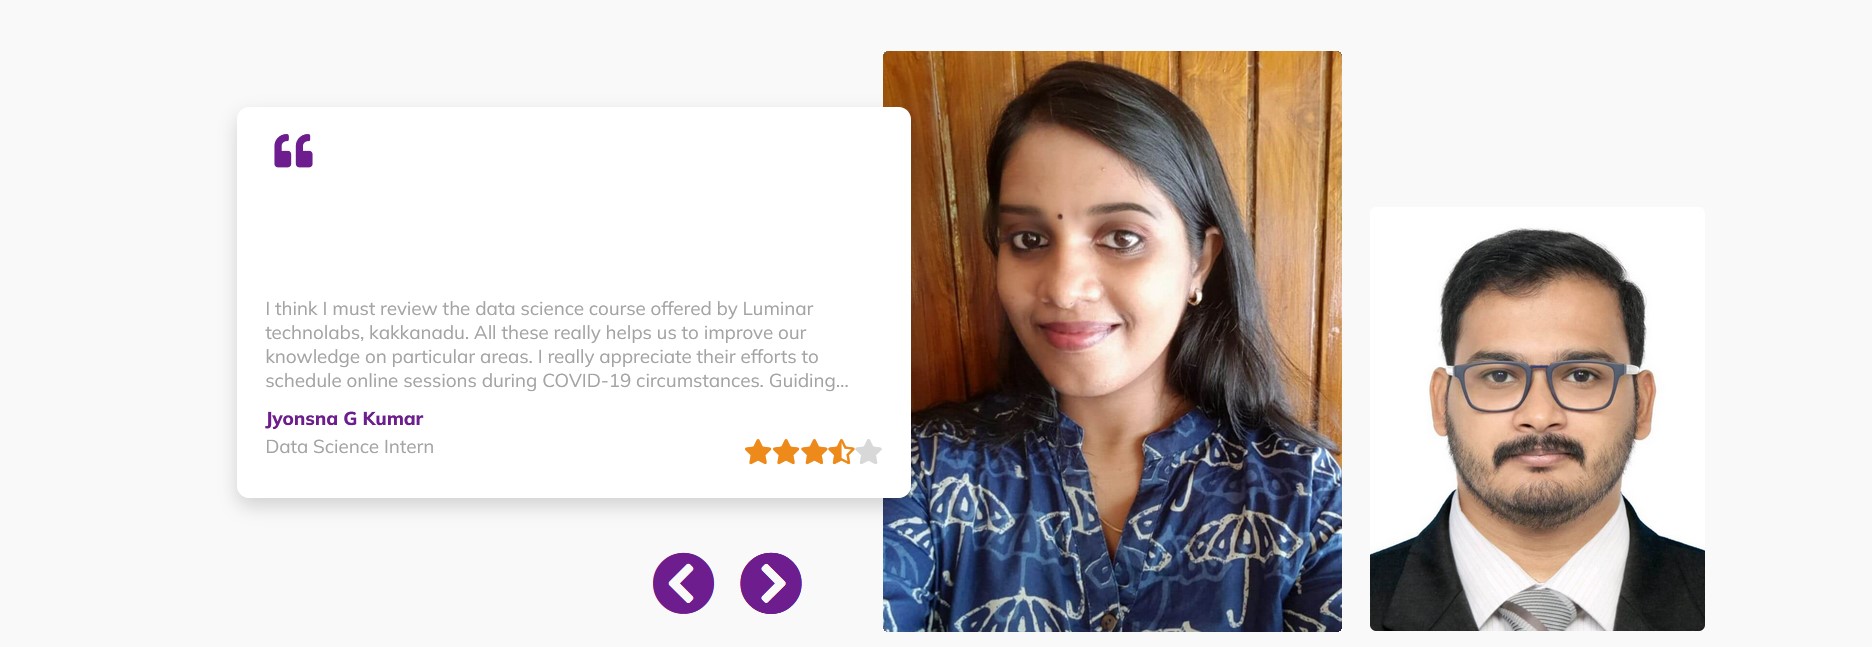 I think I must review the data science course offered by Luminar
technolabs, kakkanadu. All these really helps us to improve our
knowledge on particular areas. I really appreciate their efforts to
schedule online sessions during COVID-19 circumstances. Guiding...
Jyonsna G Kumar
Data Science Intern